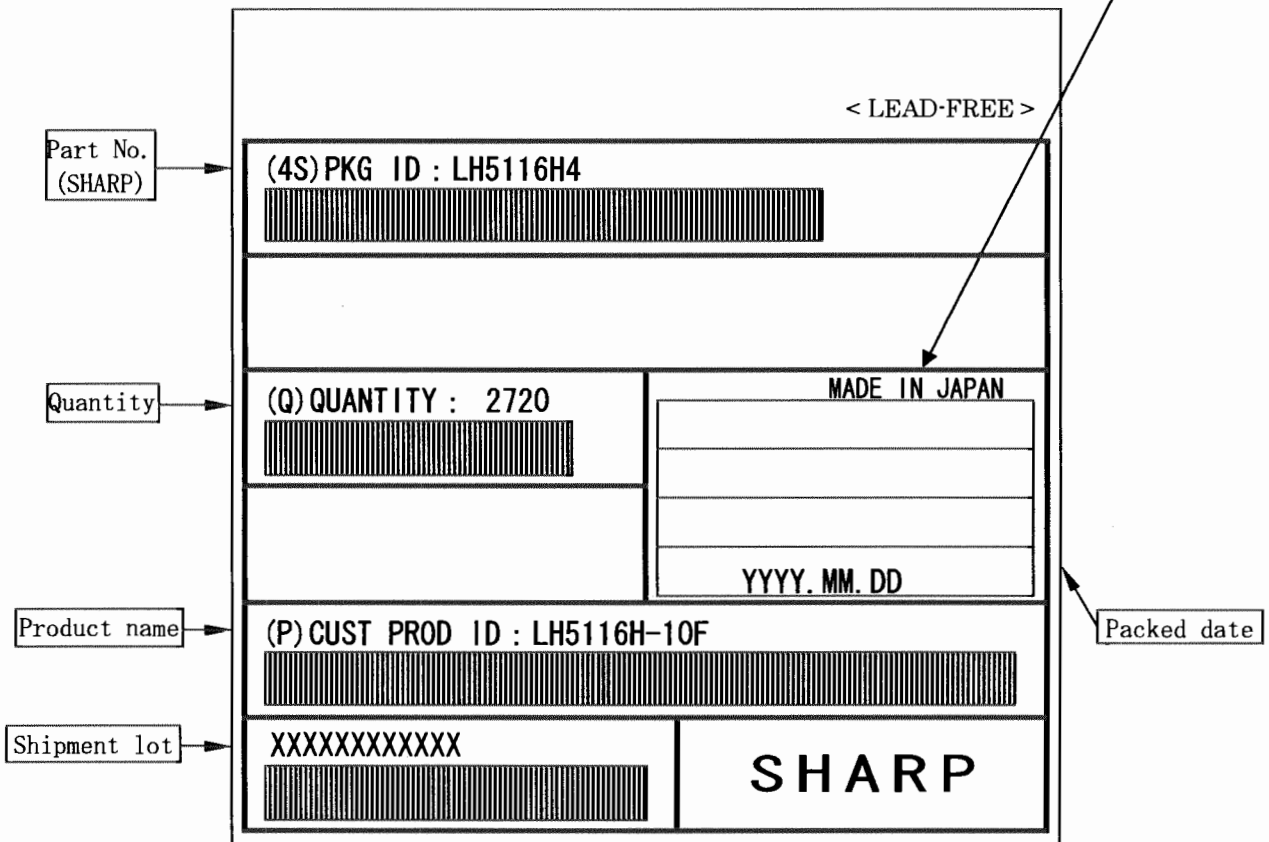 < LEAD-FREE >
Part No.
(SHARP)
(4S)PKG ID : LH5116H4
Quantity
(Q)QUANTITY : 2720
MADE IN JAPAN
YYYY.MM.DD
Packed date
Product name
(P)CUST PROD ID : LH5116H-10F
Shipment lot
XXXXXXXXXXXX
SHARP